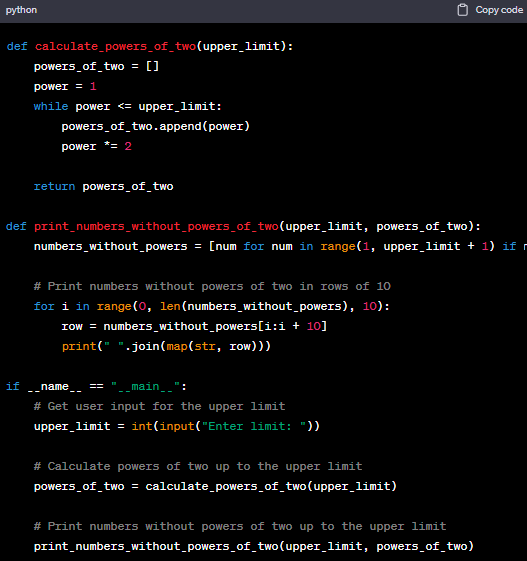 python Copy code
def calculate_powers_of_two(upper_limit):
    powers_of_two = []
    power = 1
    while power <= upper_limit:
        powers_of_two.append(power)
        power *= 2
    return powers_of_two
def print_numbers_without_powers_of_two(upper_limit, powers_of_two):
    numbers_without_powers = [num for num in range(1, upper_limit + 1) if
    # Print numbers without powers of two in rows of 10
    for i in range(0, len(numbers_without_powers), 10):
        row = numbers_without_powers[i:i + 10]
        print(" ".join(map(str, row)))
if __name__ == "__main__":
    # Get user input for the upper limit
    upper_limit = int(input("Enter limit: "))
    # Calculate powers of two up to the upper limit
    powers_of_two = calculate_powers_of_two(upper_limit)
    # Print numbers without powers of two up to the upper limit
    print_numbers_without_powers_of_two(upper_limit, powers_of_two)